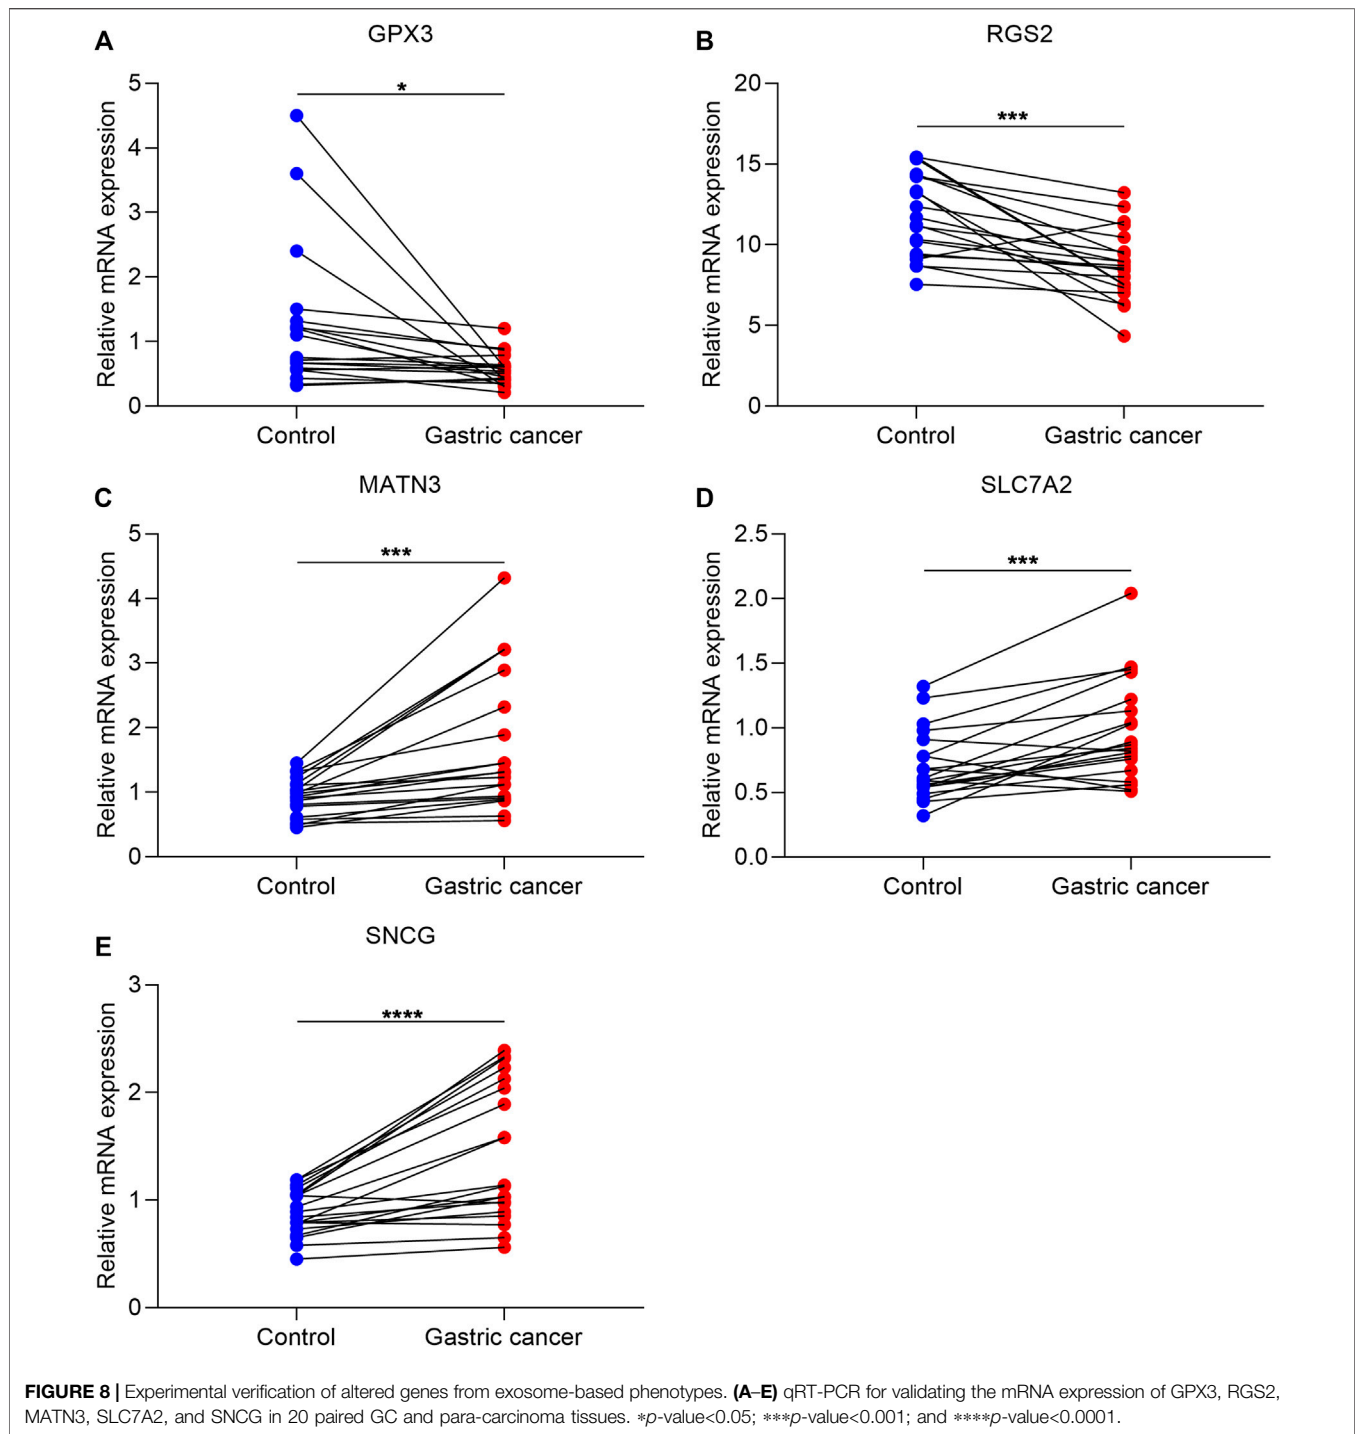 A
GPX3
Relative mRNA expression
5
4
3
2
1
0
*
Control
Gastric cancer
B
RGS2
Relative mRNA expression
20
15
10
5
0
***
Control
Gastric cancer
C
MATN3
Relative mRNA expression
5
4
3
2
1
0
***
Control
Gastric cancer
D
SLC7A2
Relative mRNA expression
2.5
2.0
1.5
1.0
0.5
0.0
***
Control
Gastric cancer
E
SNCG
Relative mRNA expression
3
2
1
0
****
Control
Gastric cancer
FIGURE 8 | Experimental verification of altered genes from exosome-based phenotypes. (A–E) qRT-PCR for validating the mRNA expression of GPX3, RGS2,
MATN3, SLC7A2, and SNCG in 20 paired GC and para-carcinoma tissues. *p-value<0.05; ***p-value<0.001; and ****p-value<0.0001.